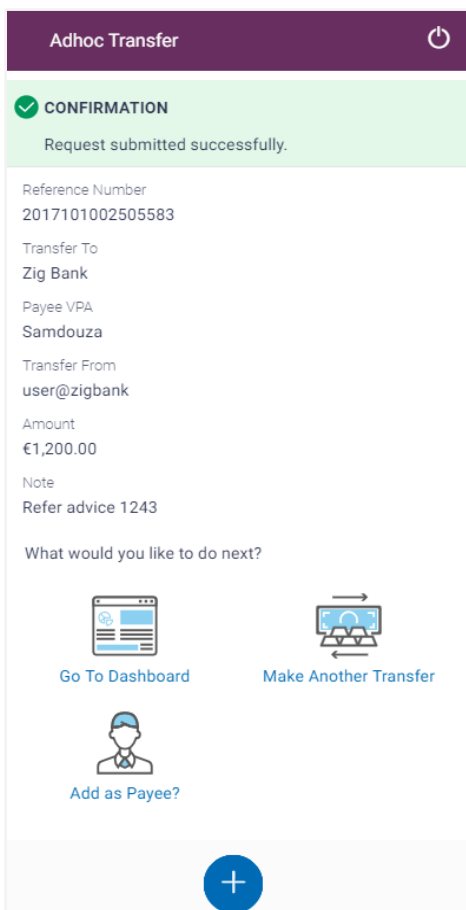 Adhoc Transfer
CONFIRMATION
Request submitted successfully.
Reference Number
2017101002505583
Transfer To
Zig Bank
Payee VPA
Samdouza
Transfer From
user@zigbank
Amount
€1,200.00
Note
Refer advice 1243
What would you like to do next?
Go To Dashboard
Make Another Transfer
Add as Payee?